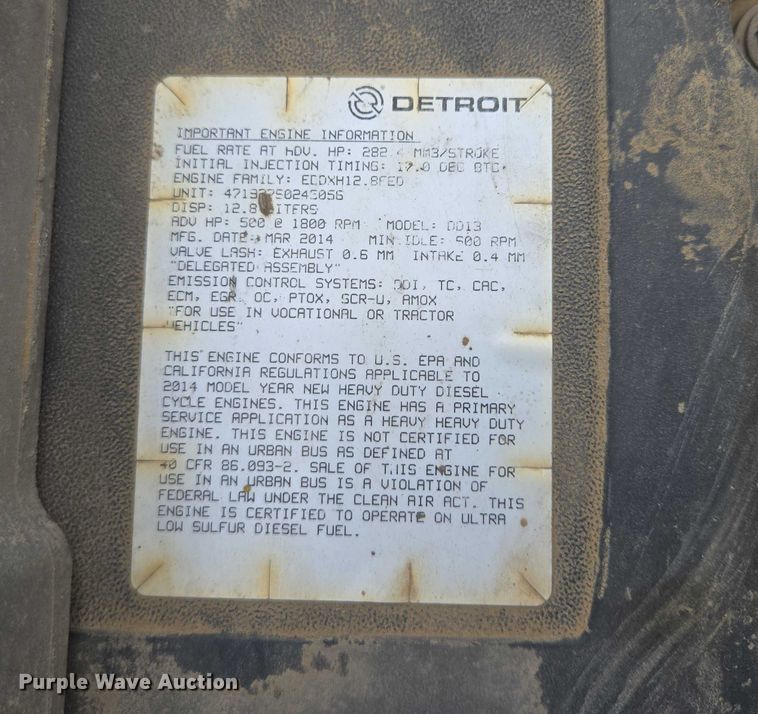 DETROIT
IMPORTANT ENGINE INFORMATION
FUEL RATE AT ADV. HP: 282.4 MM3/STROKE
INITIAL INJECTION TIMING: DEG BTC
ENGINE FAMILY:
UNIT:
DISP: 12.8 LITERS
ADV HP: 500 @ 1800 RPM MODEL: DD13
MFG. DATE: MAR 2014 MIN IDLE: 600 RPM
VALVE LASH: EXHAUST 0.6 MM INTAKE 0.4 MM
"DELEGATED ASSEMBLY"
EMISSION CONTROL SYSTEMS: DDI, TC, CAC,
ECM, EGR, OC, PTOX, SCR-U, AMOX
"FOR USE IN VOCATIONAL OR TRACTOR
VEHICLES"
THIS ENGINE CONFORMS TO U.S. EPA AND
CALIFORNIA REGULATIONS APPLICABLE TO
2014 MODEL YEAR NEW HEAVY DUTY DIESEL
CYCLE ENGINES. THIS ENGINE HAS A PRIMARY
SERVICE APPLICATION AS A HEAVY HEAVY DUTY
ENGINE. THIS ENGINE IS NOT CERTIFIED FOR
USE IN AN URBAN BUS AS DEFINED AT
40 CFR 86.093-2. SALE OF THIS ENGINE FOR
USE IN AN URBAN BUS IS A VIOLATION OF
FEDERAL LAW UNDER THE CLEAN AIR ACT. THIS
ENGINE IS CERTIFIED TO OPERATE ON ULTRA
LOW SULFUR DIESEL FUEL.
Purple Wave Auction